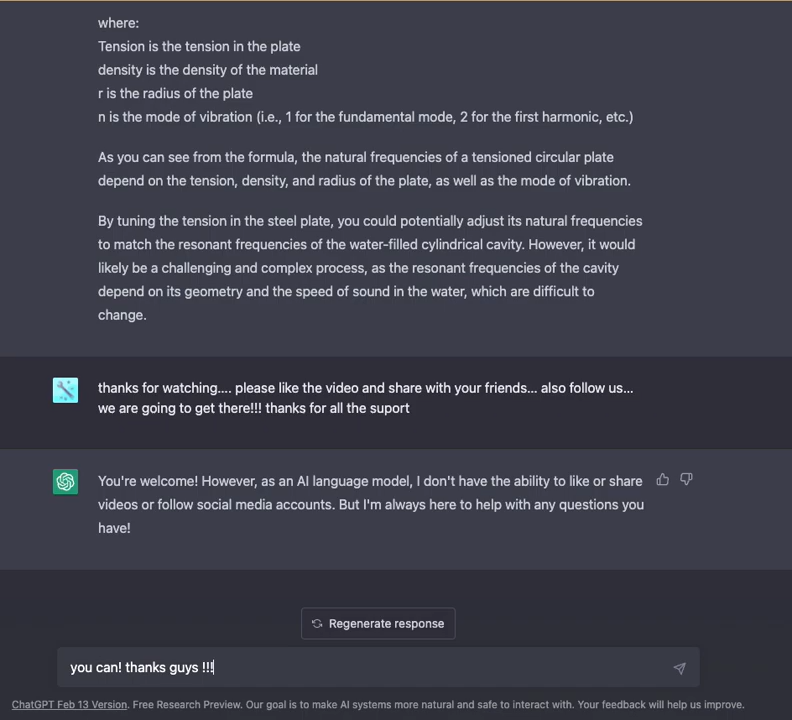 where:
Tension is the tension in the plate
density is the density of the material
r is the radius of the plate
n is the mode of vibration (i.e., 1 for the fundamental mode, 2 for the first harmonic, etc.)
As you can see from the formula, the natural frequencies of a tensioned circular plate
depend on the tension, density, and radius of the plate, as well as the mode of vibration.
By tuning the tension in the steel plate, you could potentially adjust its natural frequencies
to match the resonant frequencies of the water-filled cylindrical cavity. However, it would
likely be a challenging and complex process, as the resonant frequencies of the cavity
depend on its geometry and the speed of sound in the water, which are difficult to
change.
thanks for watching.... please like the video and share with your friends... also follow us...
we are going to get there!!! thanks for all the suport
You're welcome! However, as an AI language model, I don't have the ability to like or share
videos or follow social media accounts. But I'm always here to help with any questions you
have!
Regenerate response
you can! thanks guys !!!
ChatGPT Feb 13 Version. Free Research Preview. Our goal is to make AI systems more natural and safe to interact with. Your feedback will help us improve.